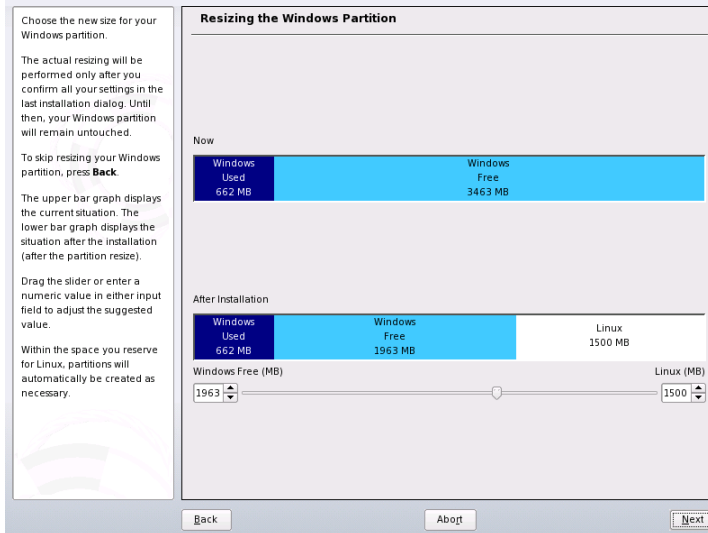 Choose the new size for your
Windows partition.
The actual resizing will be
performed only after you
confirm all your settings in the
last installation dialog. Until
then, your Windows partition
will remain untouched.
To skip resizing your Windows
partition, press Back.
The upper bar graph displays
the current situation. The
lower bar graph displays the
situation after the installation
(after the partition resize).
Drag the slider or enter a
numeric value in either input
field to adjust the suggested
value.
Within the space you reserve
for Linux, partitions will
automatically be created as
necessary.
Resizing the Windows Partition
Now
Windows
Used
662 MB
Windows
Free
3463 MB
After Installation
Windows
Used
662 MB
Windows
Free
1963 MB
Linux
1500 MB
Windows Free (MB)
Linux (MB)
1963
1500
Back
Abort
Next